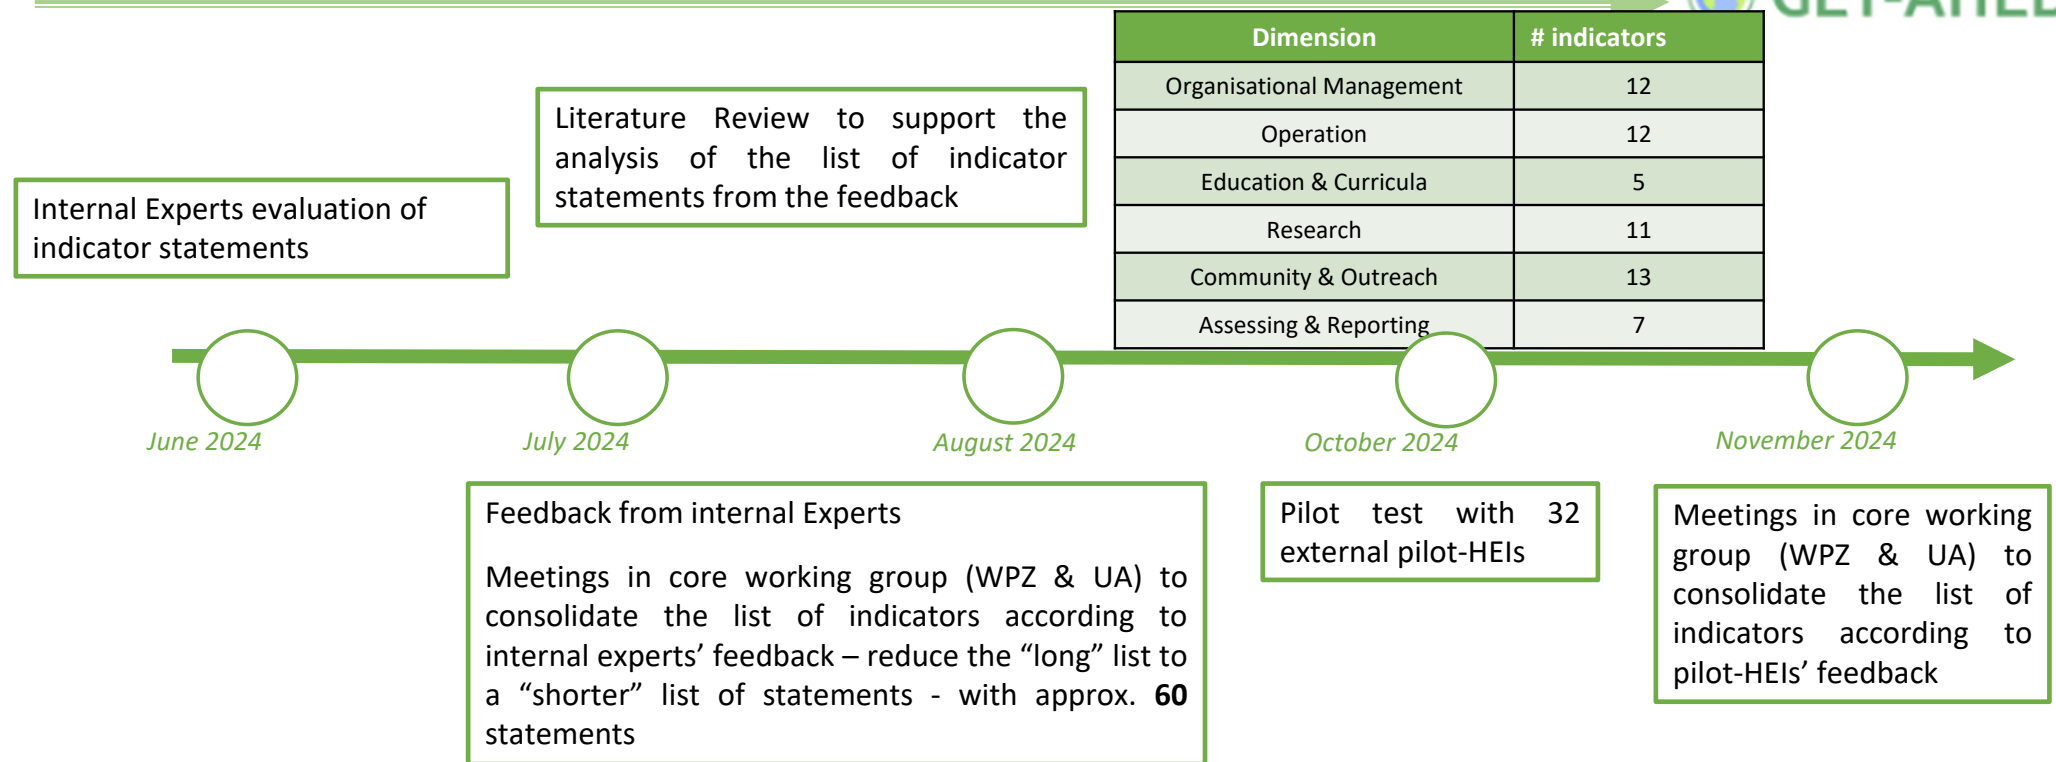 GET-AHED
Dimension # indicators
Organisational Management 12
Operation 12
Education & Curricula 5
Research 11
Community & Outreach 13
Assessing & Reporting 7
Literature Review to support the
analysis of the list of indicator
statements from the feedback
Internal Experts evaluation of
indicator statements
June 2024
July 2024
August 2024
October 2024
November 2024
Feedback from internal Experts
Meetings in core working group (WPZ & UA) to
consolidate the list of indicators according to
internal experts’ feedback – reduce the “long” list to
a “shorter” list of statements - with approx. 60
statements
Pilot test with 32
external pilot-HEIs
Meetings in core working
group (WPZ & UA) to
consolidate the list of
indicators according to
pilot-HEIs’ feedback